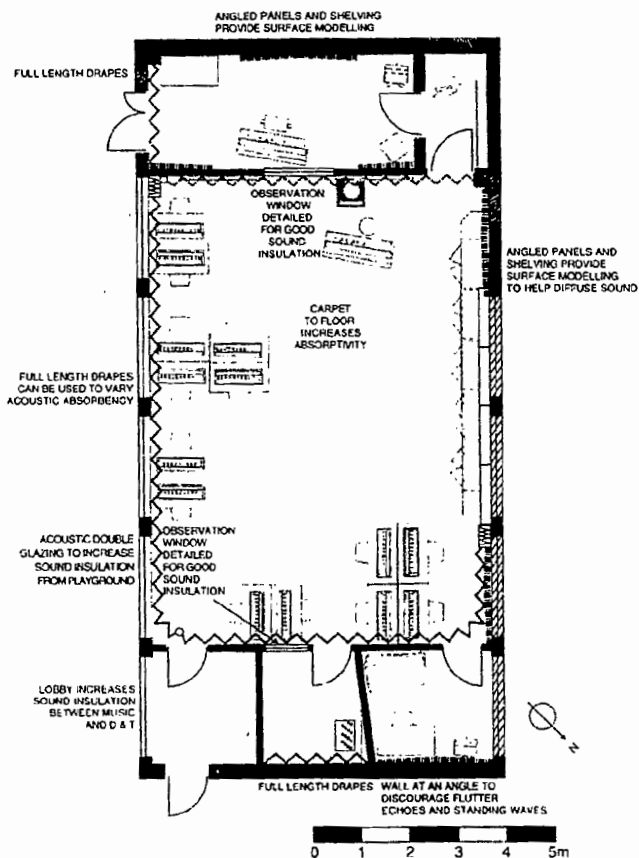 ANGLED PANELS AND SHELVING
PROVIDE SURFACE MODELLING
FULL LENGTH DRAPES
OBSERVATION
WINDOW
DETAILED
FOR GOOD
SOUND
INSULATION
ANGLED PANELS AND
SHELVING PROVIDE
SURFACE MODELLING
TO HELP DIFFUSE SOUND
CARPET
TO FLOOR
INCREASES
ABSORPTIVITY
FULL LENGTH DRAPES
CAN BE USED TO VARY
ACOUSTIC ABSORBENCY
ACOUSTIC DOUBLE
GLAZING TO INCREASE
SOUND INSULATION
FROM PLAYGROUND
OBSERVATION
WINDOW
DETAILED
FOR GOOD
SOUND
INSULATION
LOBBY INCREASES
SOUND INSULATION
BETWEEN MUSIC
AND D & T
N
FULL LENGTH DRAPES
WALL AT AN ANGLE TO
DISCOURAGE FLUTTER
ECHOES AND STANDING WAVES
0 1 2 3 4 5m